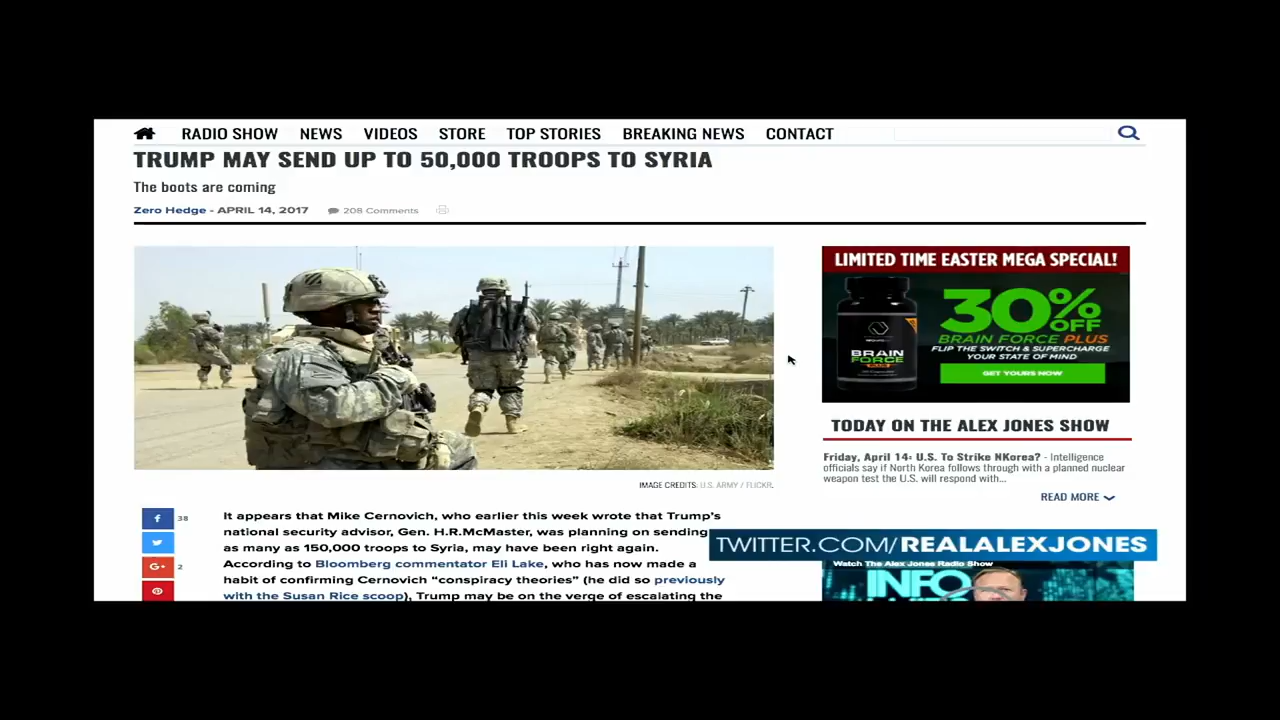 RADIO SHOW NEWS VIDEOS STORE TOP STORIES BREAKING NEWS CONTACT
TRUMP MAY SEND UP TO 50,000 TROOPS TO SYRIA
The boots are coming
Zero Hedge - APRIL 14, 2017 208 Comments
LIMITED TIME EASTER MEGA SPECIAL!
30% OFF
BRAIN FORCE PLUS
FLIP THE SWITCH & SUPERCHARGE
YOUR STATE OF MIND
GET YOURS NOW
BRAIN
FORCE
PLUS
TODAY ON THE ALEX JONES SHOW
Friday, April 14: U.S. To Strike NKorea? - Intelligence
officials say if North Korea follows through with a planned nuclear
weapon test the U.S. will respond with...
READ MORE
IMAGE CREDITS: U.S. ARMY / FLICKR.
f 38
G+ 2
It appears that Mike Cernovich, who earlier this week wrote that Trump's
national security advisor, Gen. H.R.McMaster, was planning on sending
as many as 150,000 troops to Syria, may have been right again.
According to Bloomberg commentator Eli Lake, who has now made a
habit of confirming Cernovich "conspiracy theories" (he did so previously
with the Susan Rice scoop), Trump may be on the verge of escalating the
TWITTER.COM/REALALEXJONES
Watch The Alex Jones Radio Show
INFO